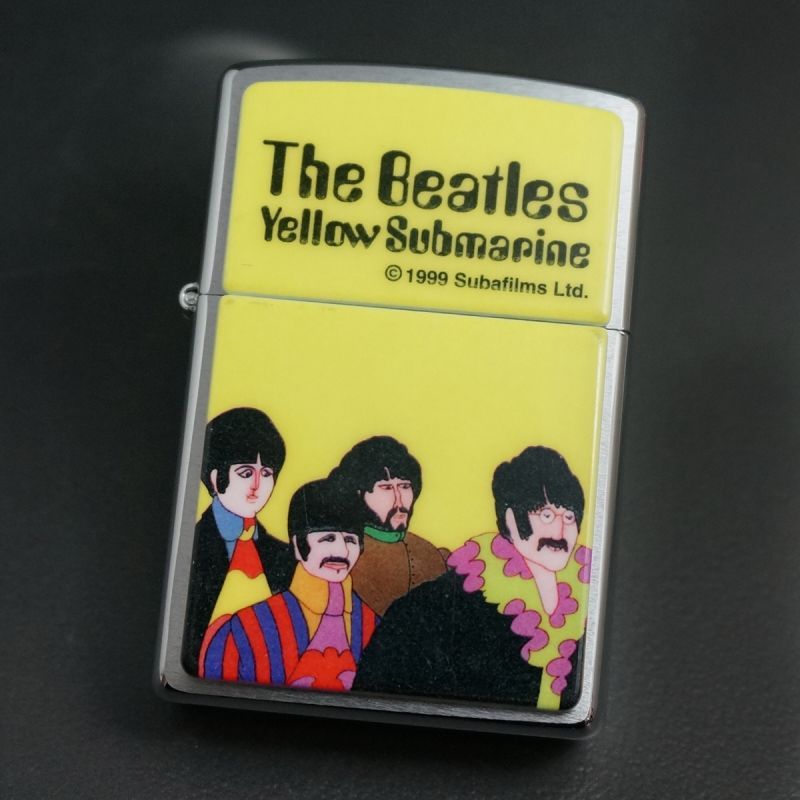 The Beatles
Yellow Submarine
© 1999 Subafilms Ltd.